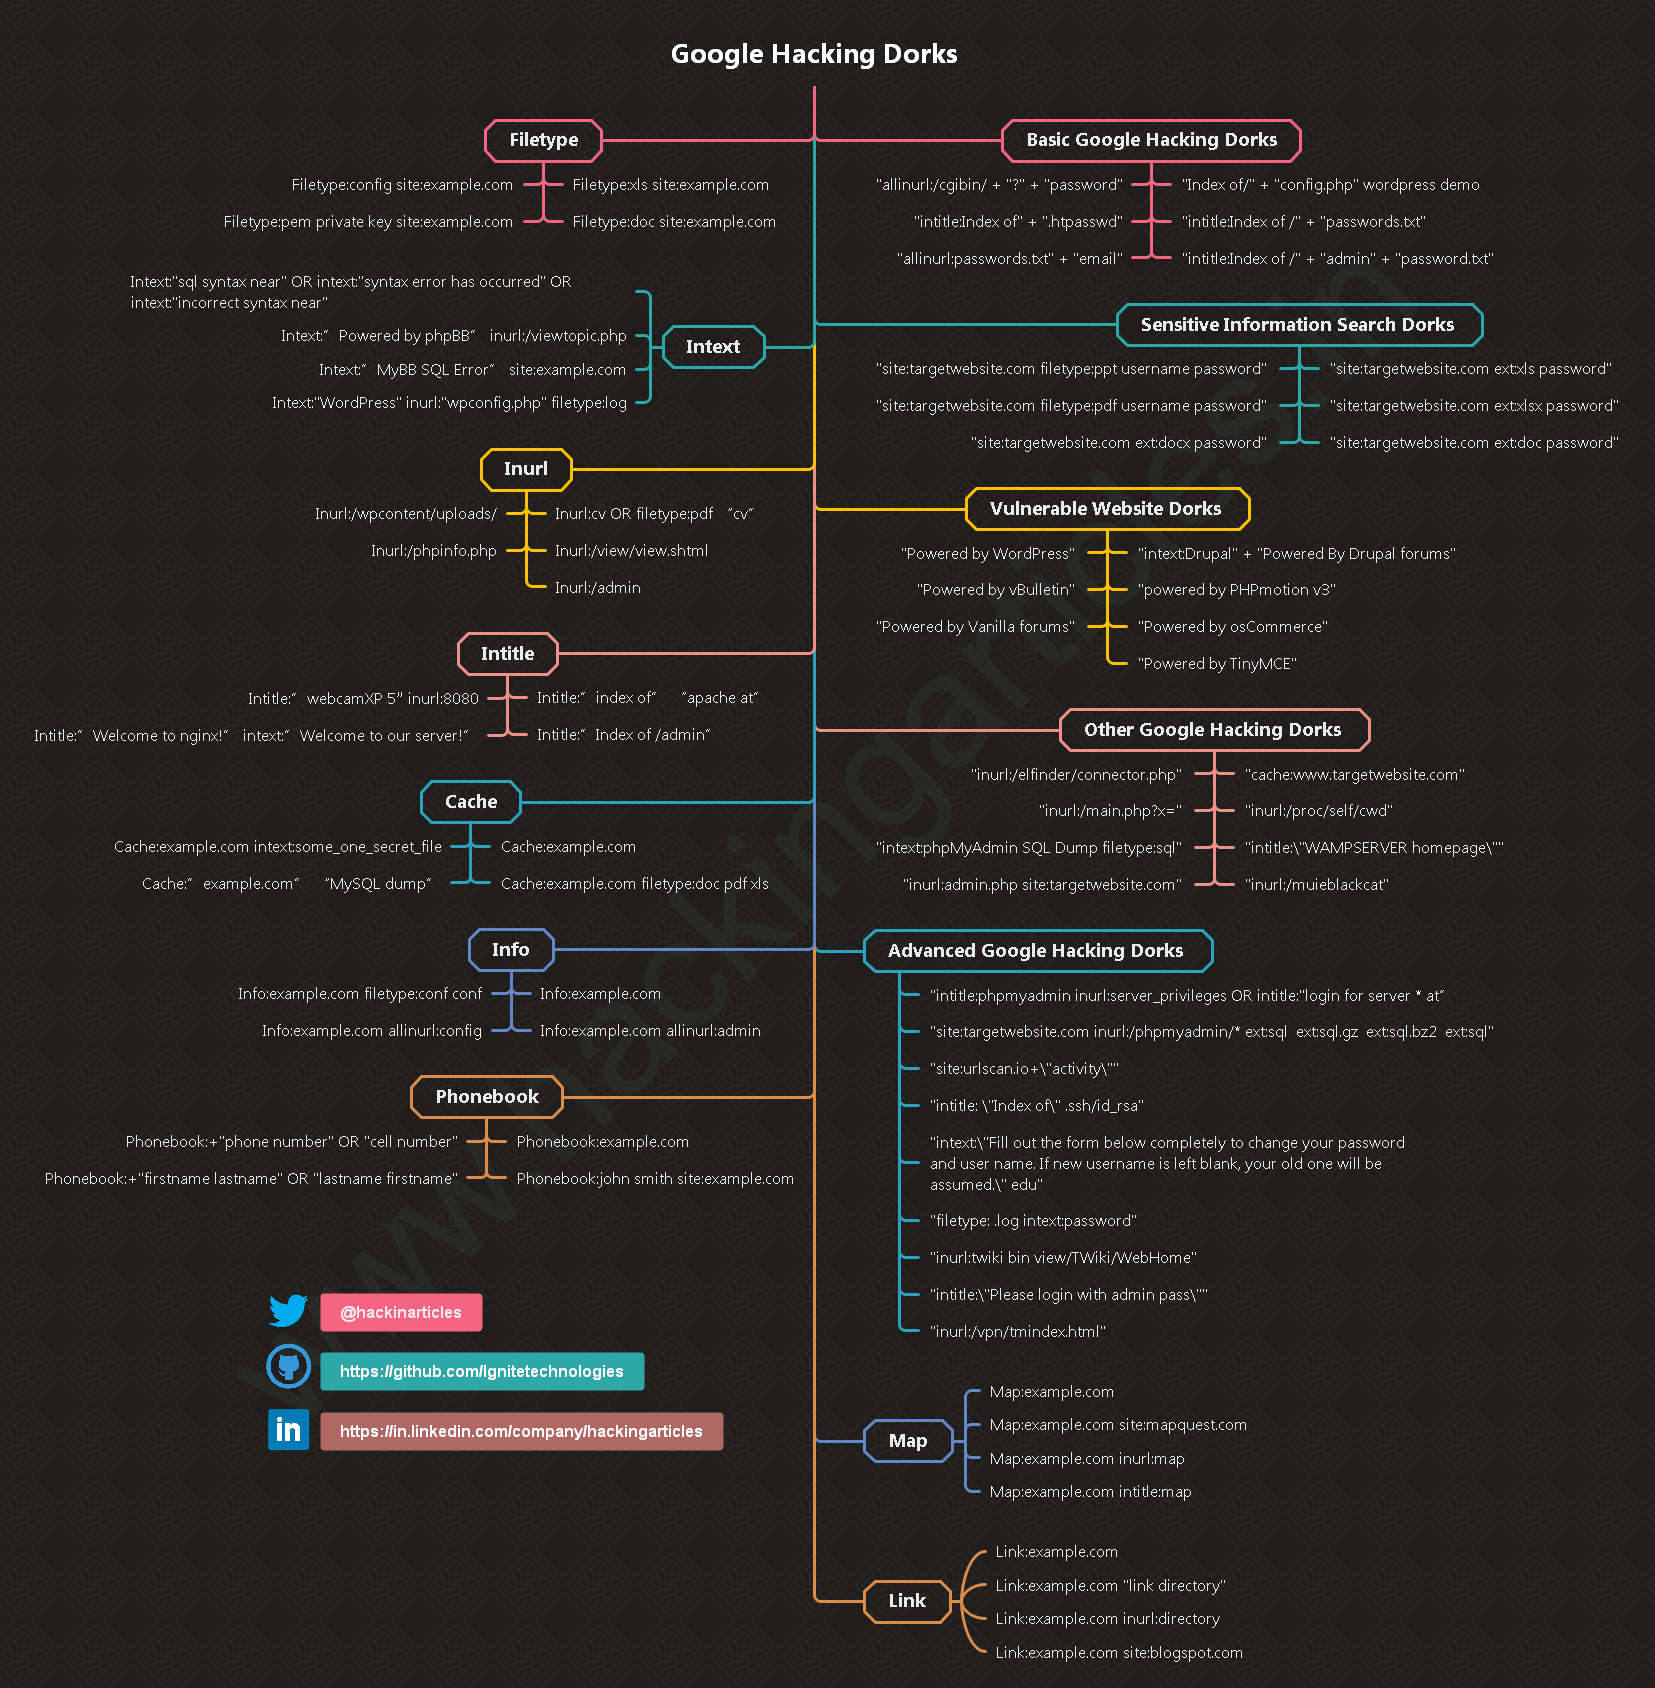 Google Hacking Dorks
Filetype
Filetype:config site:example.com
Filetype:xls site:example.com
Filetype:pem private key site:example.com
Filetype:doc site:example.com
Intext:"sql syntax near" OR intext:"syntax error has occurred" OR
intext:"incorrect syntax near"
Intext:“ Powered by phpBB“ inurl:/viewtopic.php
Intext:“ MyBB SQL Error“ site:example.com
Intext:"WordPress" inurl:"wpconfig.php" filetype:log
Intext
Inurl
Inurl:/wpcontent/uploads/
Inurl:cv OR filetype:pdf ”cv“
Inurl:/phpinfo.php
Inurl:/view/view.shtml
Inurl:/admin
Intitle
Intitle:“ webcamXP 5” inurl:8080
Intitle:“ index of“ ”apache at“
Intitle:“ Welcome to nginx!“ intext:“ Welcome to our server!“
Intitle:“ Index of /admin“
Cache
Cache:example.com intext:some_one_secret_file
Cache:example.com
Cache:“ example.com“ ”MySQL dump“
Cache:example.com filetype:doc pdf xls
Info
Info:example.com filetype:conf conf
Info:example.com
Info:example.com allinurl:config
Info:example.com allinurl:admin
Phonebook
Phonebook:+"phone number" OR "cell number"
Phonebook:example.com
Phonebook:+"firstname lastname" OR "lastname firstname"
Phonebook:john smith site:example.com
@hackinarticles
https://github.com/Ignitetechnologies
in
https://in.linkedin.com/company/hackingarticles
Basic Google Hacking Dorks
"allinurl:/cgibin/ + "?" + "password"
"Index of/" + "config.php" wordpress demo
"intitle:Index of" + ".htpasswd"
"intitle:Index of /" + "passwords.txt"
"allinurl:passwords.txt" + "email"
"intitle:Index of /" + "admin" + "password.txt"
Sensitive Information Search Dorks
"site:targetwebsite.com filetype:ppt username password"
"site:targetwebsite.com ext:xls password"
"site:targetwebsite.com filetype:pdf username password"
"site:targetwebsite.com ext:xlsx password"
"site:targetwebsite.com ext:docx password"
"site:targetwebsite.com ext:doc password"
Vulnerable Website Dorks
"Powered by WordPress"
"intext:Drupal" + "Powered By Drupal forums"
"Powered by vBulletin"
"powered by PHPmotion v3"
"Powered by Vanilla forums"
"Powered by osCommerce"
"Powered by TinyMCE"
Other Google Hacking Dorks
"inurl:/elfinder/connector.php"
"cache:www.targetwebsite.com"
"inurl:/main.php?x="
"inurl:/proc/self/cwd"
"intext:phpMyAdmin SQL Dump filetype:sql"
"intitle:\"WAMPSERVER homepage\""
"inurl:admin.php site:targetwebsite.com"
"inurl:/muieblackcat"
Advanced Google Hacking Dorks
"intitle:phpmyadmin inurl:server_privileges OR intitle:"login for server * at“
"site:targetwebsite.com inurl:/phpmyadmin/* ext:sql ext:sql.gz ext:sql.bz2 ext:sql"
"site:urlscan.io+\"activity\""
"intitle: \"Index of\" .ssh/id_rsa"
"intext:\"Fill out the form below completely to change your password
and user name. If new username is left blank, your old one will be
assumed.\" edu"
"filetype: .log intext:password"
"inurl:twiki bin view/TWiki/WebHome"
"intitle:\"Please login with admin pass\""
"inurl:/vpn/tmindex.html"
Map
Map:example.com
Map:example.com site:mapquest.com
Map:example.com inurl:map
Map:example.com intitle:map
Link
Link:example.com
Link:example.com "link directory"
Link:example.com inurl:directory
Link:example.com site:blogspot.com